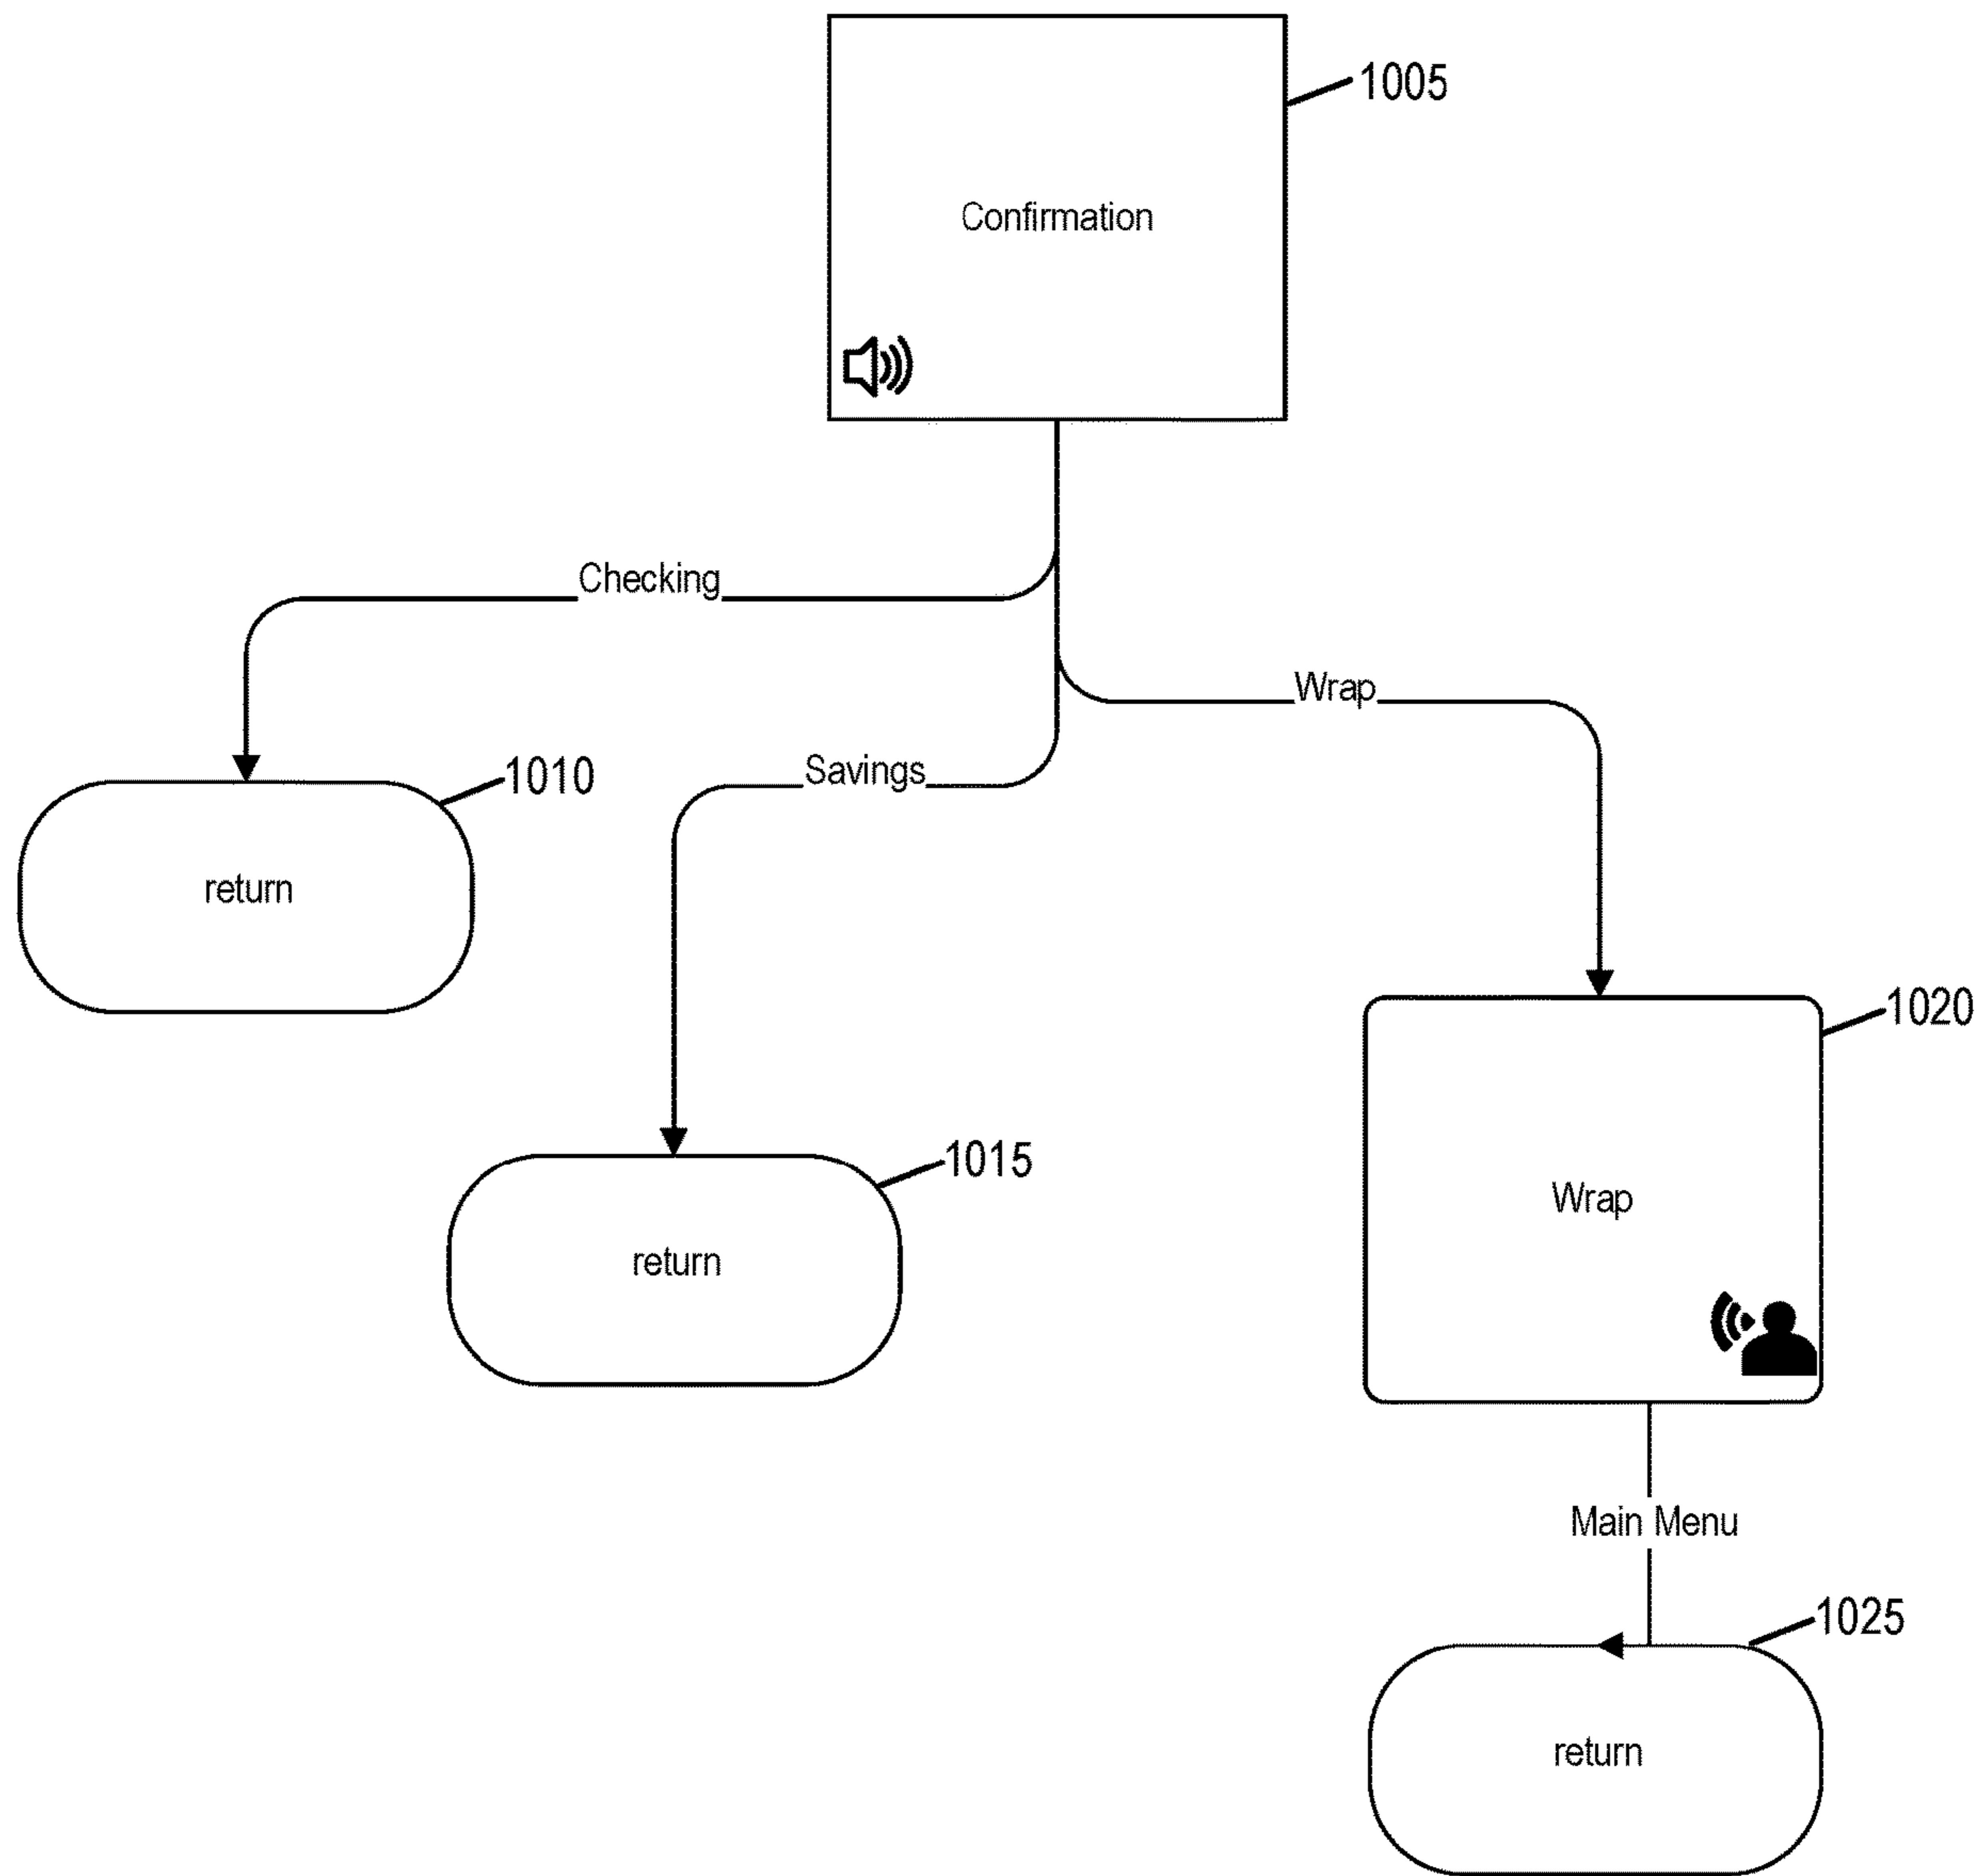 1005
Confirmation
Checking
Wrap
Savings
1010
return
1020
1015
Wrap
return
Main Menu
1025
return